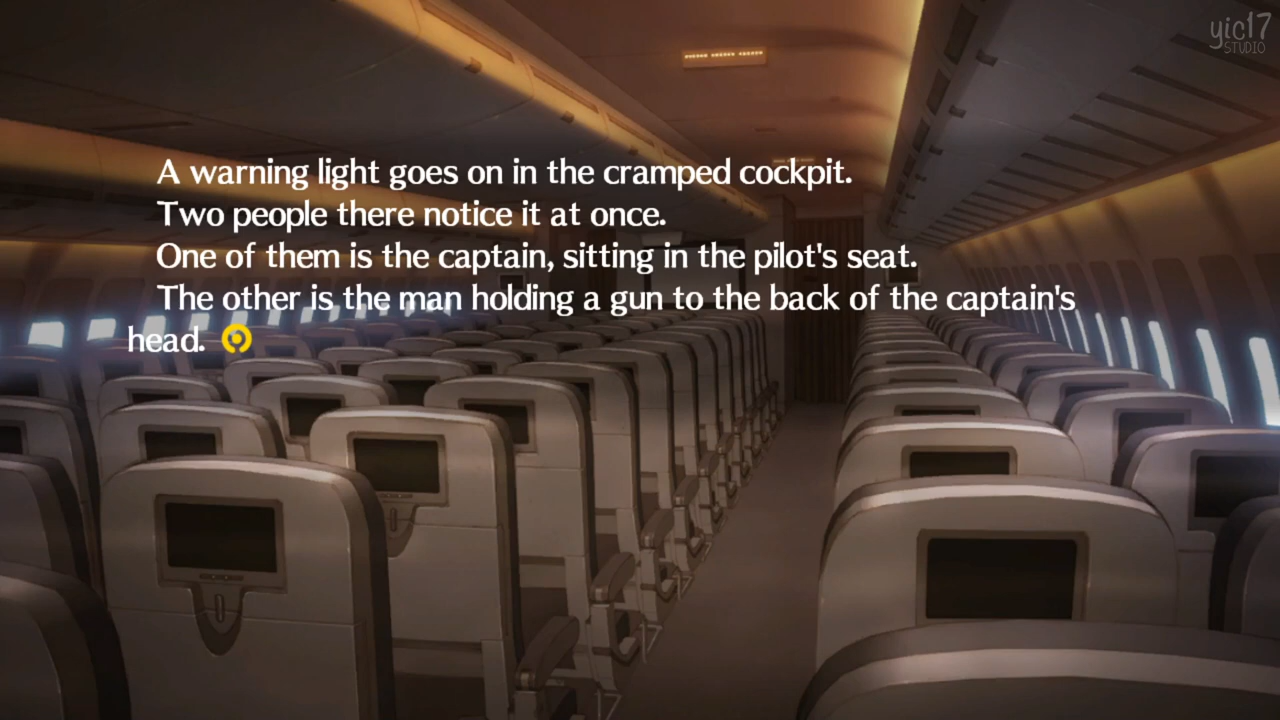 yic17
STUDIO
A warning light goes on in the cramped cockpit.
Two people there notice it at once.
One of them is the captain, sitting in the pilot's seat.
The other is the man holding a gun to the back of the captain's
head.